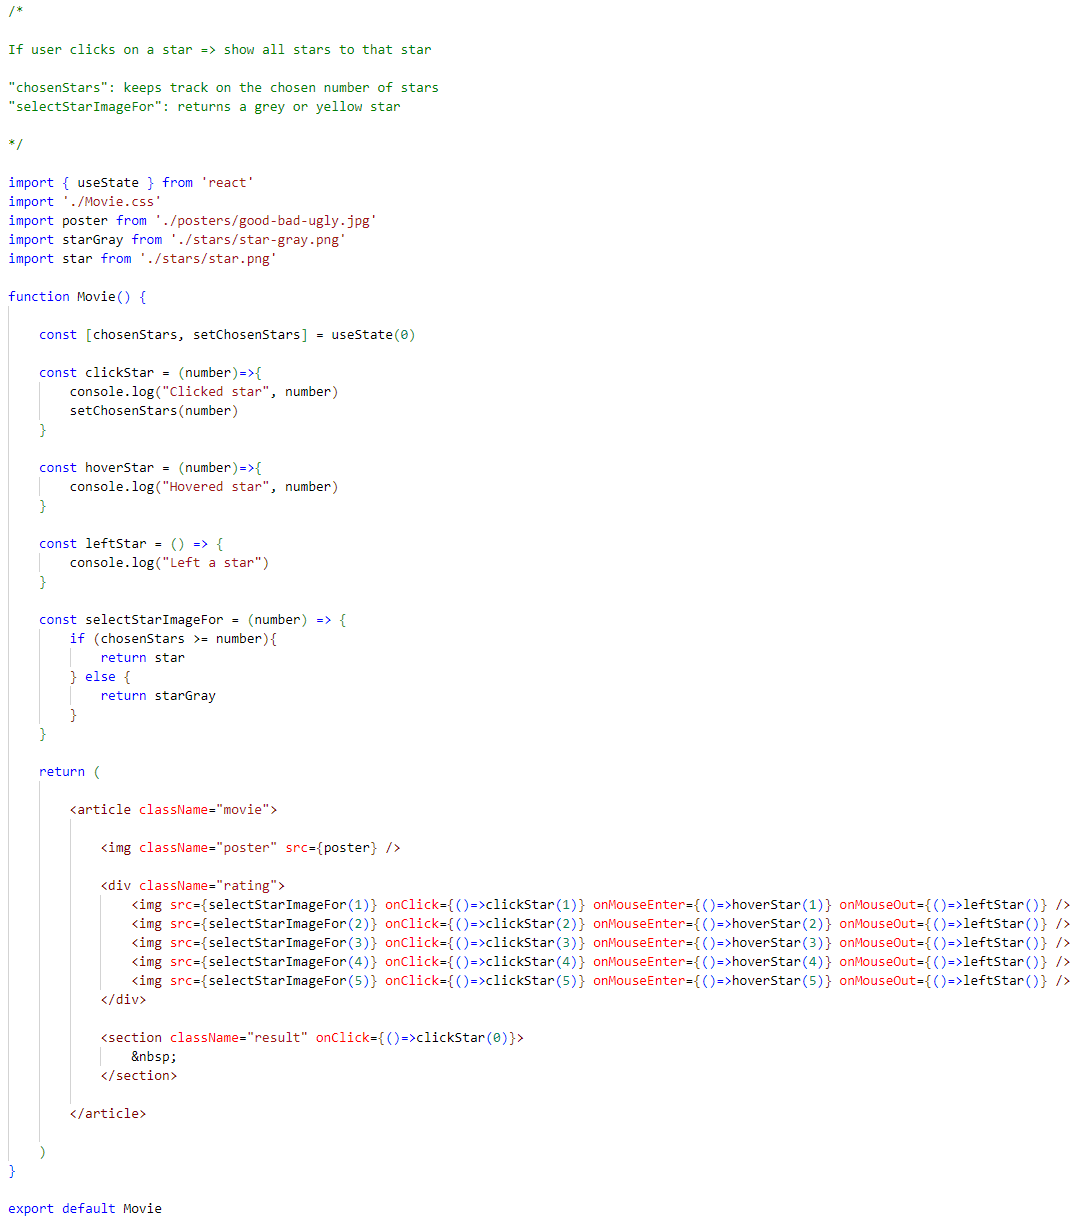 /*
If user clicks on a star => show all stars to that star
"chosenStars": keeps track on the chosen number of stars
"selectStarImageFor": returns a grey or yellow star
*/
import { useState } from 'react'
import './Movie.css'
import poster from './posters/good-bad-ugly.jpg'
import starGray from './stars/star-gray.png'
import star from './stars/star.png'
function Movie() {
    const [chosenStars, setChosenStars] = useState(0)
    const clickStar = (number)=>{
        console.log("Clicked star", number)
        setChosenStars(number)
    }
    const hoverStar = (number)=>{
        console.log("Hovered star", number)
    }
    const leftStar = () => {
        console.log("Left a star")
    }
    const selectStarImageFor = (number) => {
        if (chosenStars >= number){
            return star
        } else {
            return starGray
        }
    }
    return (
        <article className="movie">
            <img className="poster" src={poster} />
            <div className="rating">
                <img src={selectStarImageFor(1)} onClick={()=>clickStar(1)} onMouseEnter={()=>hoverStar(1)} onMouseOut={()=>leftStar()} />
                <img src={selectStarImageFor(2)} onClick={()=>clickStar(2)} onMouseEnter={()=>hoverStar(2)} onMouseOut={()=>leftStar()} />
                <img src={selectStarImageFor(3)} onClick={()=>clickStar(3)} onMouseEnter={()=>hoverStar(3)} onMouseOut={()=>leftStar()} />
                <img src={selectStarImageFor(4)} onClick={()=>clickStar(4)} onMouseEnter={()=>hoverStar(4)} onMouseOut={()=>leftStar()} />
                <img src={selectStarImageFor(5)} onClick={()=>clickStar(5)} onMouseEnter={()=>hoverStar(5)} onMouseOut={()=>leftStar()} />
            </div>
            <section className="result" onClick={()=>clickStar(0)}>
                &nbsp;
            </section>
        </article>
    )
}
export default Movie